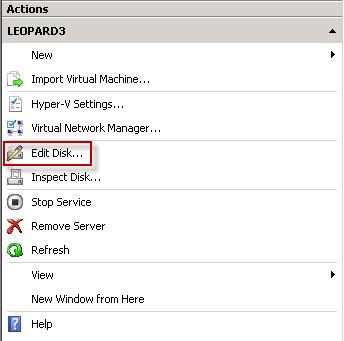 Actions
LEOPARD3
New
Import Virtual Machine...
Hyper-V Settings...
Virtual Network Manager...
Edit Disk...
Inspect Disk...
Stop Service
Remove Server
Refresh
View
New Window from Here
Help